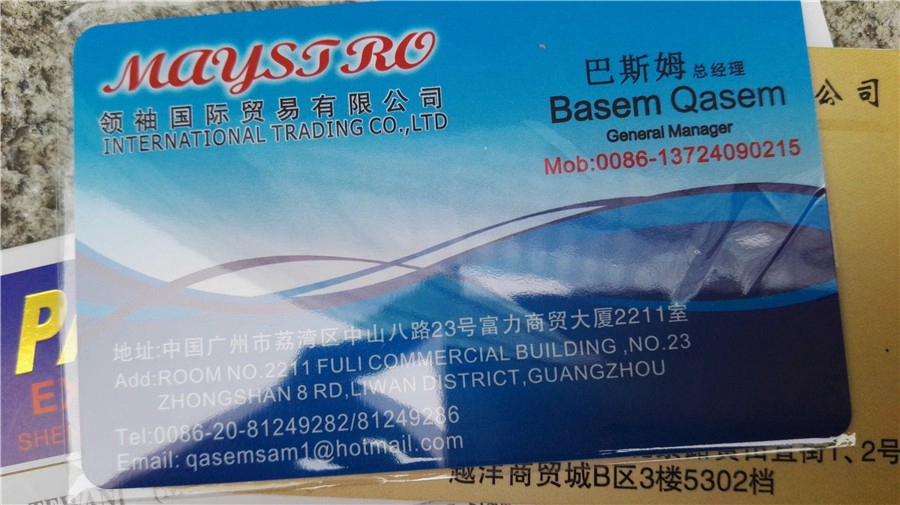 MAYSTRO
领袖国际贸易有限公司
INTERNATIONAL TRADING CO.,LTD
巴斯姆 总经理
Basem Qasem
General Manager
Mob:0086-13724090215
地址:中国广州市荔湾区中山八路23号富力商贸大厦2211室
Add:ROOM NO.2211 FULI COMMERCIAL BUILDING ,NO.23
ZHONGSHAN 8 RD,LIWAN DISTRICT,GUANGZHOU
Tel:0086-20-81249282/81249286
Email: qasemsam1@hotmail.com
公司
直街1、2号
越洋商贸城B区3楼5302档